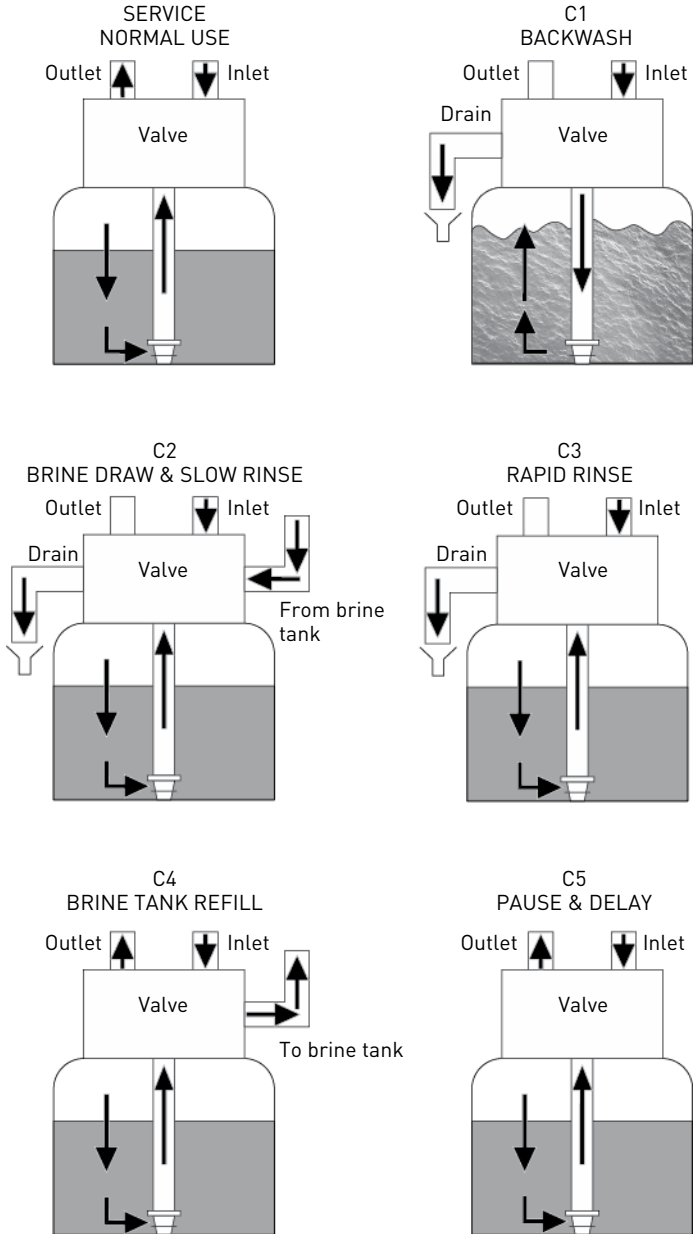 SERVICE
NORMAL USE
Outlet
Inlet
Valve
C1
BACKWASH
Outlet
Inlet
Drain
Valve
C2
BRINE DRAW & SLOW RINSE
Outlet
Inlet
Drain
Valve
From brine
tank
C3
RAPID RINSE
Outlet
Inlet
Drain
Valve
C4
BRINE TANK REFILL
Outlet
Inlet
Valve
To brine tank
C5
PAUSE & DELAY
Outlet
Inlet
Valve